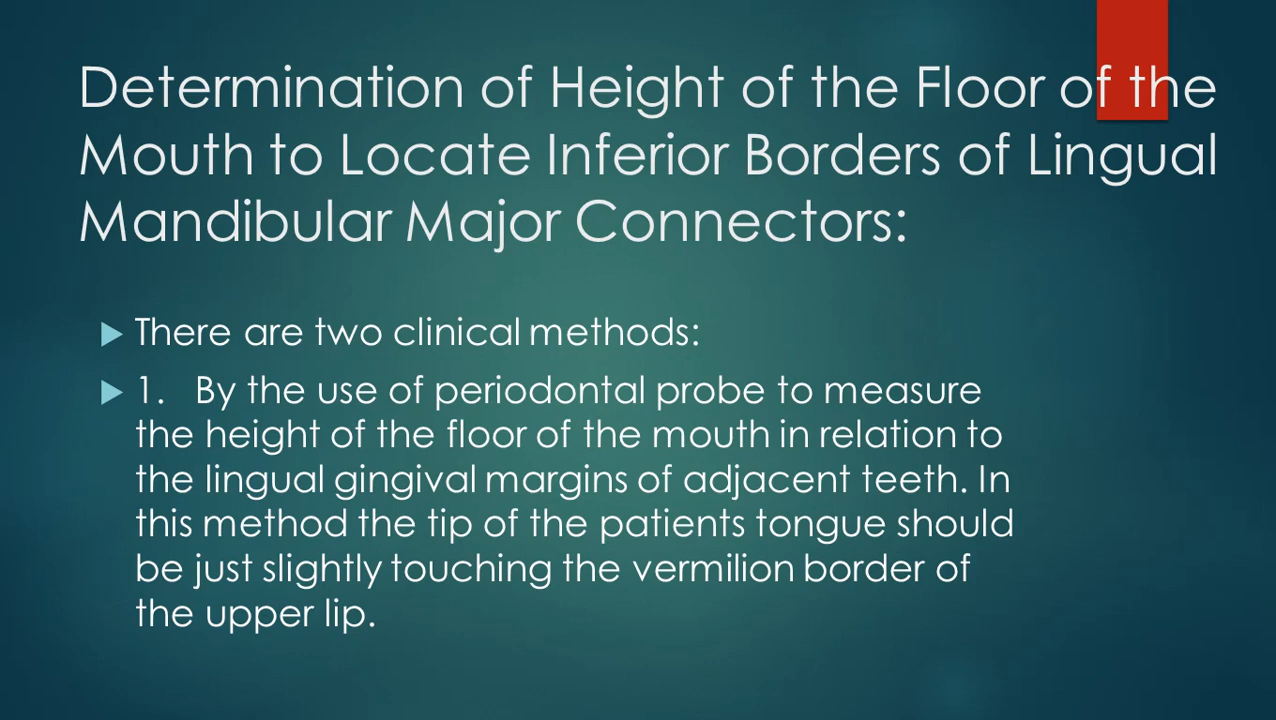 Determination of Height of the Floor of the
Mouth to Locate Inferior Borders of Lingual
Mandibular Major Connectors:
There are two clinical methods:
1. By the use of periodontal probe to measure
the height of the floor of the mouth in relation to
the lingual gingival margins of adjacent teeth. In
this method the tip of the patients tongue should
be just slightly touching the vermilion border of
the upper lip.